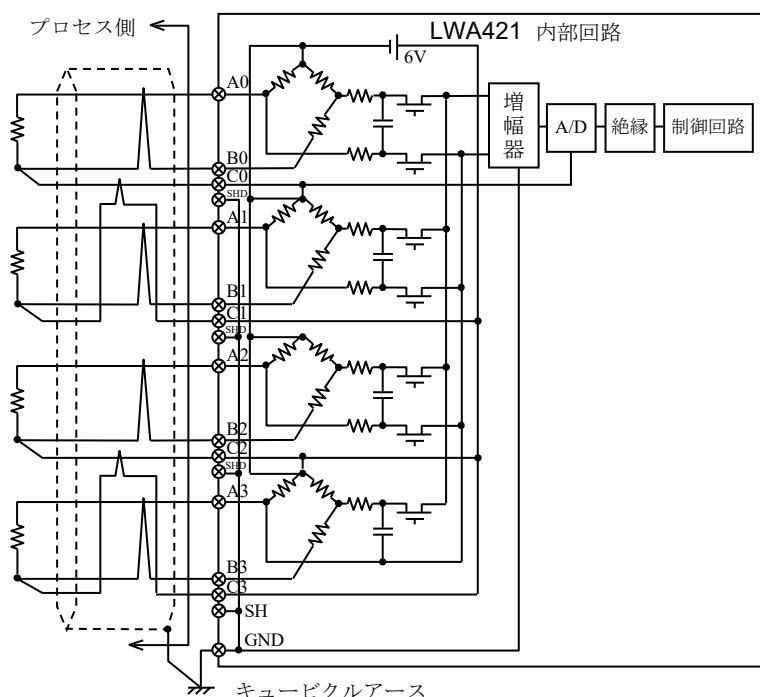 プロセス側
LWA421 内部回路
6V
A0
増幅器
A/D
絶縁
制御回路
B0
C0
SHD
A1
B1
C1
SHD
A2
B2
C2
SHD
A3
B3
C3
SH
GND
キュービクルアース